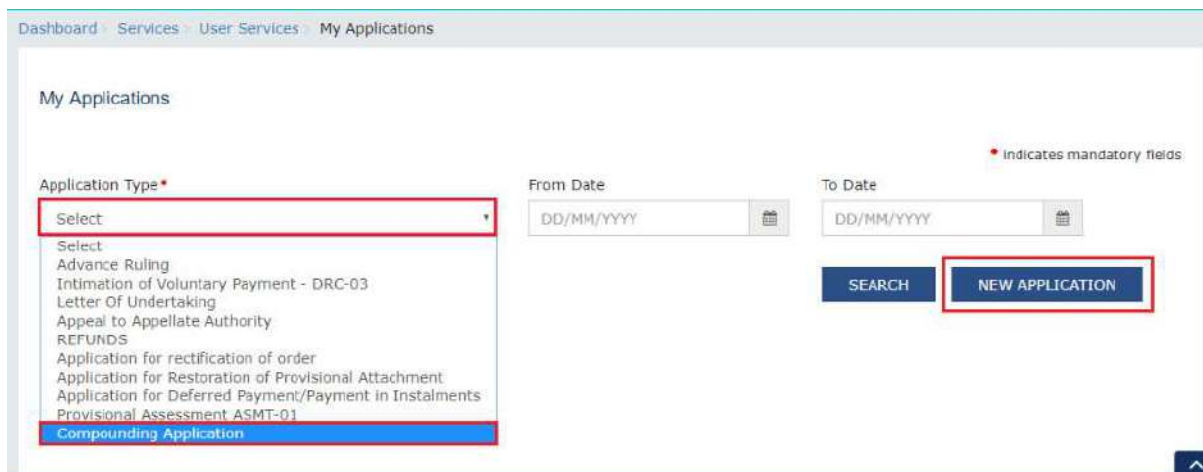 Dashboard > Services > User Services > My Applications
My Applications
• indicates mandatory fields
Application Type•
From Date
To Date
Select
DD/MM/YYYY
DD/MM/YYYY
Select
Advance Ruling
Intimation of Voluntary Payment - DRC-03
Letter Of Undertaking
Appeal to Appellate Authority
REFUNDS
Application for rectification of order
Application for Restoration of Provisional Attachment
Application for Deferred Payment/Payment in Instalments
Provisional Assessment ASMT-01
Compounding Application
SEARCH
NEW APPLICATION